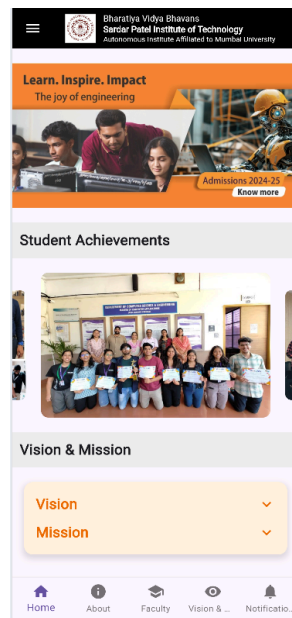 Bharatiya Vidya Bhavans
Sardar Patel Institute of Technology
Autonomous Institute Affiliated to Mumbai University
Learn. Inspire. Impact
The joy of engineering
Admissions 2024-25
Know more
Student Achievements
Vision & Mission
Vision
Mission
Home
About
Faculty
Vision & ...
Notificatio..